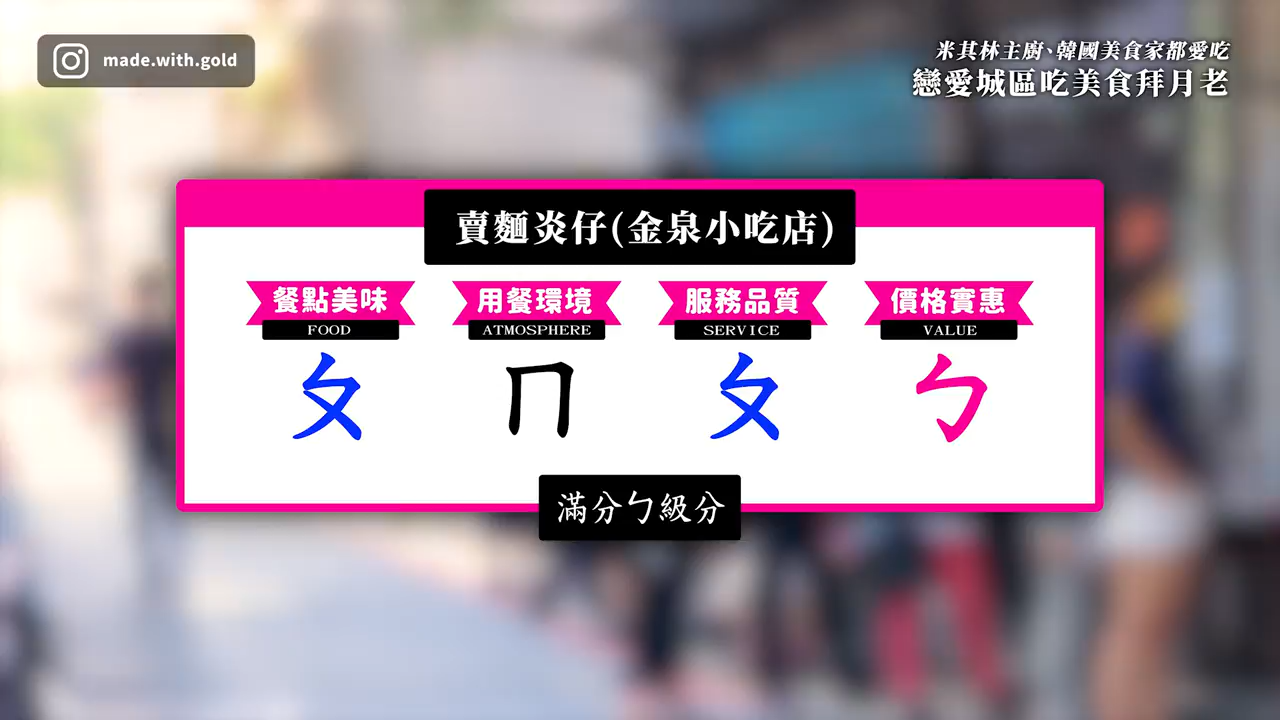 made.with.gold
米其林主廚、韓國美食家都愛吃
戀愛城區吃美食拜月老
賣麵炎仔(金泉小吃店)
餐點美味 用餐環境 服務品質 價格實惠
FOOD ATMOSPHERE SERVICE VALUE
ㄆ ㄇ ㄆ ㄅ
滿分ㄅ級分